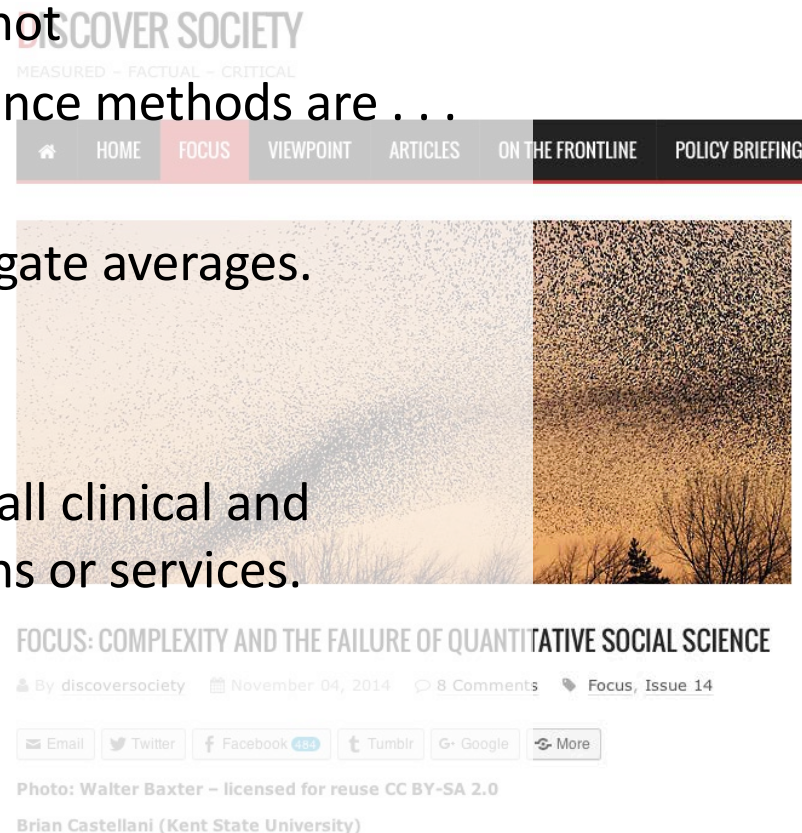 not
DISCOVER SOCIETY
MEASURED – FACTUAL – CRITICAL
nce methods are . . .
HOME FOCUS VIEWPOINT ARTICLES ON THE FRONTLINE POLICY BRIEFING
gate averages.
all clinical and
ns or services.
FOCUS: COMPLEXITY AND THE FAILURE OF QUANTITATIVE SOCIAL SCIENCE
By discoversociety November 04, 2014 8 Comments Focus, Issue 14
Email Twitter Facebook 484 Tumblr Google More
Photo: Walter Baxter – licensed for reuse CC BY-SA 2.0
Brian Castellani (Kent State University)